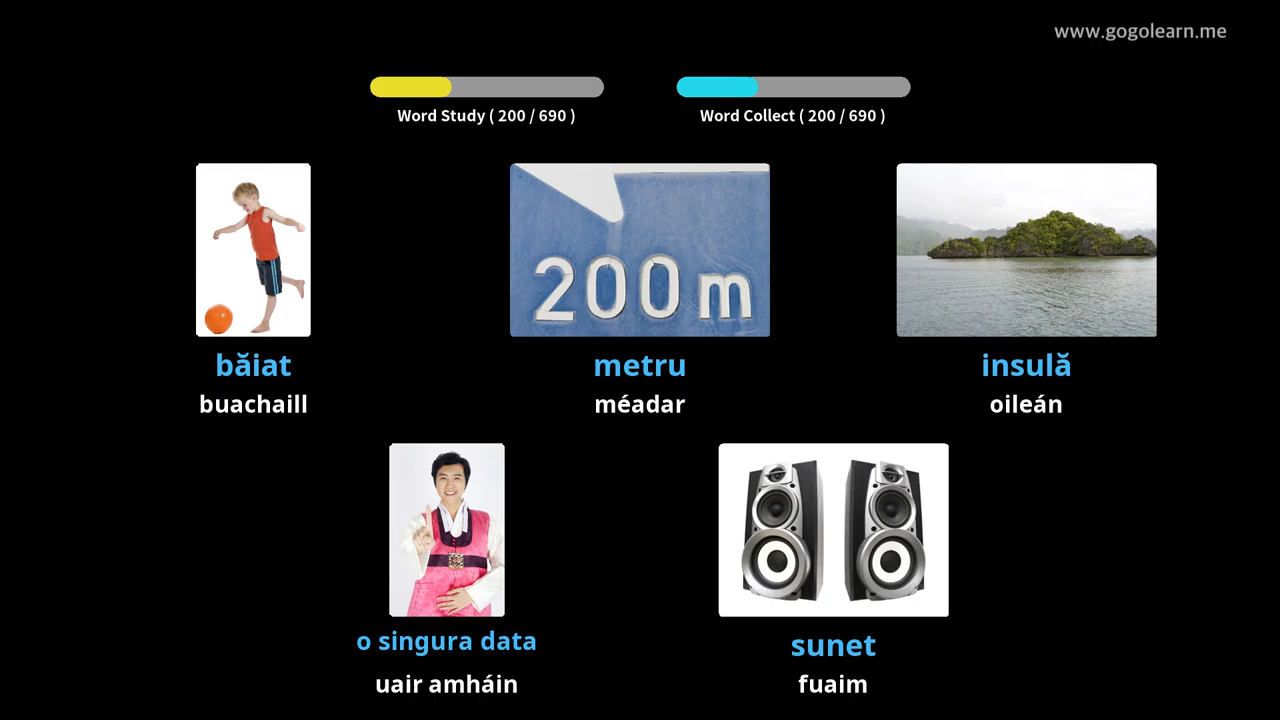 www.gogolearn.me
Word Study ( 200 / 690 )
Word Collect ( 200 / 690 )
200 m
băiat
buachaill
metru
méadar
insulă
oileán
o singura data
uair amháin
sunet
fuaim